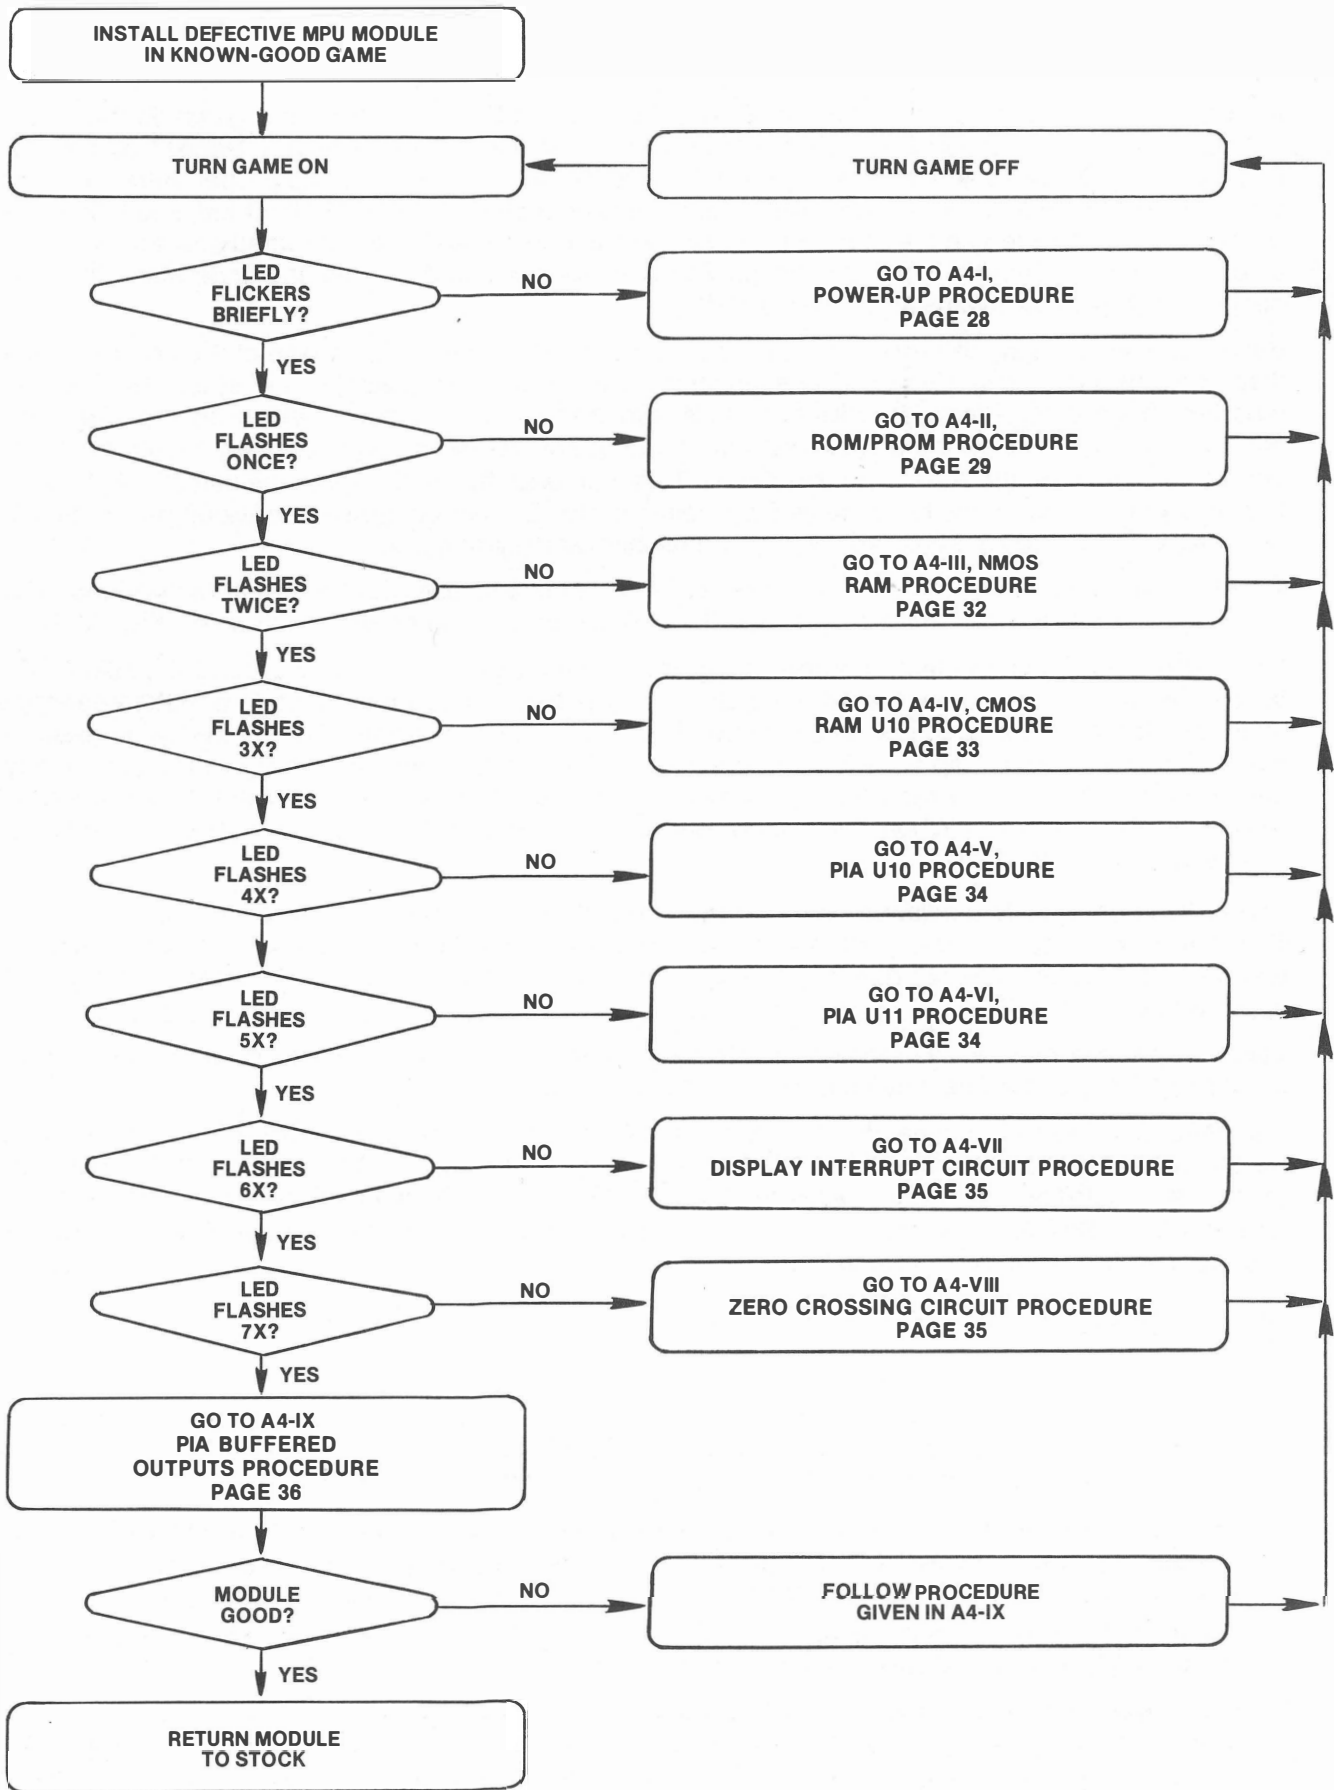 INSTALL DEFECTIVE MPU MODULE
IN KNOWN-GOOD GAME
TURN GAME ON
TURN GAME OFF
LED
FLICKERS
BRIEFLY?
NO
GO TO A4-I,
POWER-UP PROCEDURE
PAGE 28
YES
LED
FLASHES
ONCE?
NO
GO TO A4-II,
ROM/PROM PROCEDURE
PAGE 29
YES
LED
FLASHES
TWICE?
NO
GO TO A4-III, NMOS
RAM PROCEDURE
PAGE 32
YES
LED
FLASHES
3X?
NO
GO TO A4-IV, CMOS
RAM U10 PROCEDURE
PAGE 33
YES
LED
FLASHES
4X?
NO
GO TO A4-V,
PIA U10 PROCEDURE
PAGE 34
LED
FLASHES
5X?
NO
GO TO A4-VI,
PIA U11 PROCEDURE
PAGE 34
YES
LED
FLASHES
6X?
NO
GO TO A4-VII
DISPLAY INTERRUPT CIRCUIT PROCEDURE
PAGE 35
YES
LED
FLASHES
7X?
NO
GO TO A4-VIII
ZERO CROSSING CIRCUIT PROCEDURE
PAGE 35
YES
GO TO A4-IX
PIA BUFFERED
OUTPUTS PROCEDURE
PAGE 36
MODULE
GOOD?
NO
FOLLOW PROCEDURE
GIVEN IN A4-IX
YES
RETURN MODULE
TO STOCK